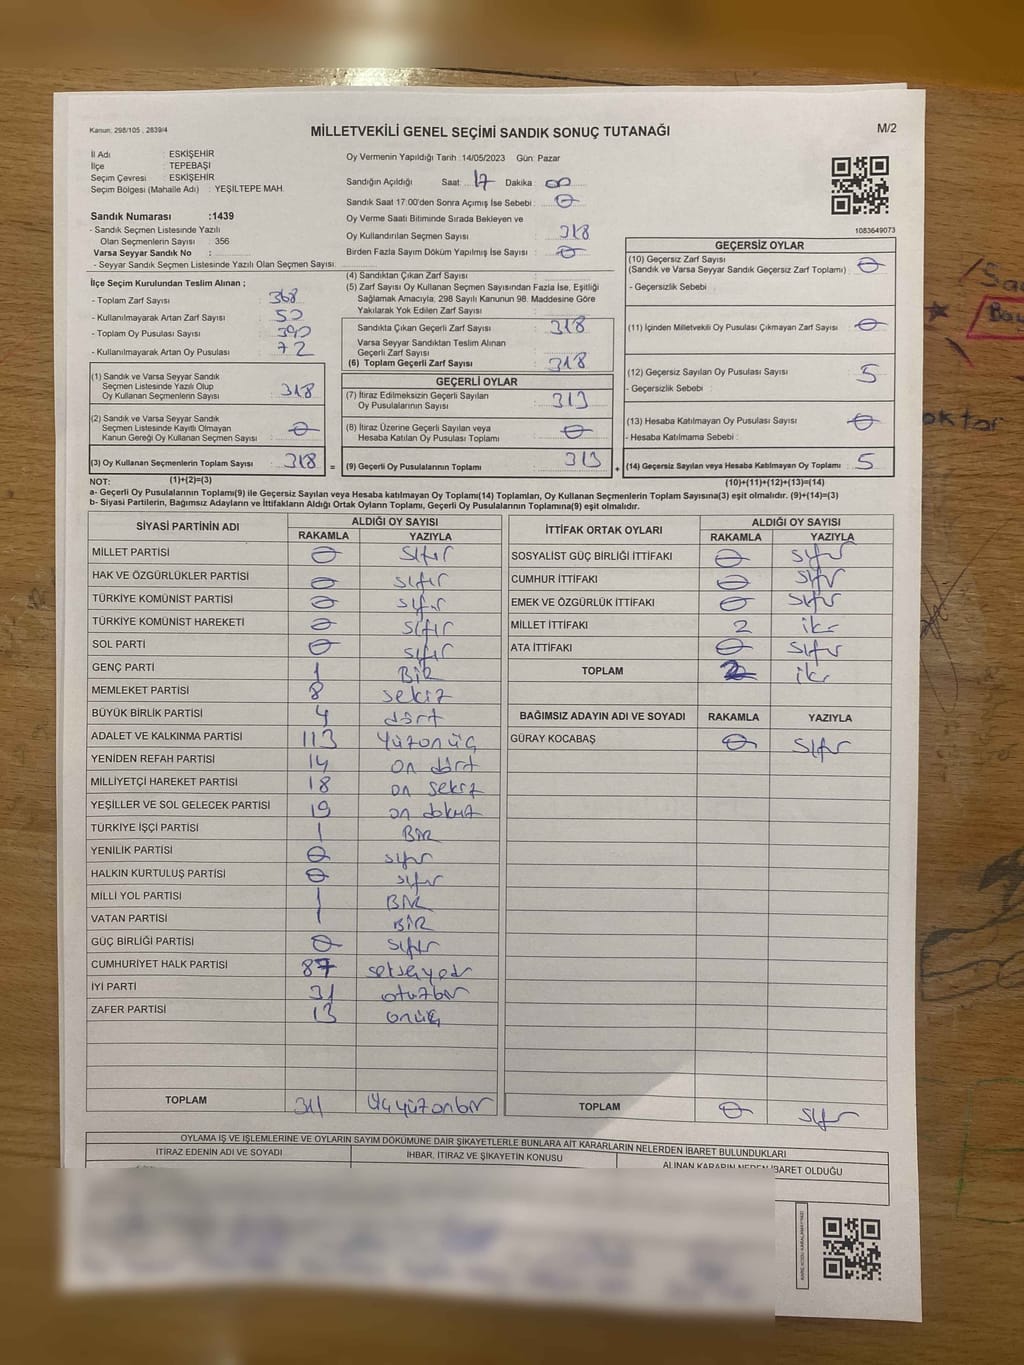 Kanun: 298/105 , 2839/4
MİLLETVEKİLİ GENEL SEÇİMİ SANDIK SONUÇ TUTANAĞI
M/2
İl Adı : ESKİŞEHİR
İlçe : TEPEBAŞI
Seçim Çevresi : ESKİŞEHİR
Seçim Bölgesi (Mahalle Adı) : YEŞİLTEPE MAH.
Sandık Numarası :1439
- Sandık Seçmen Listesinde Yazılı
Olan Seçmenlerin Sayısı : 356
Varsa Seyyar Sandık No :
- Seyyar Sandık Seçmen Listesinde Yazılı Olan Seçmen Sayısı:
İlçe Seçim Kurulundan Teslim Alınan ;
- Toplam Zarf Sayısı : 368
- Kullanılmayarak Artan Zarf Sayısı : 50
- Toplam Oy Pusulası Sayısı : 390
- Kullanılmayarak Artan Oy Pusulası : 72
(1) Sandık ve Varsa Seyyar Sandık
Seçmen Listesinde Yazılı Olup
Oy Kullanan Seçmenlerin Sayısı : 318
(2) Sandık ve Varsa Seyyar Sandık
Seçmen Listesinde Kayıtlı Olmayan
Kanun Gereği Oy Kullanan Seçmen Sayısı : 0
(3) Oy Kullanan Seçmenlerin Toplam Sayısı : 318
Oy Vermenin Yapıldığı Tarih :14/05/2023 Gün: Pazar
Sandığın Açıldığı Saat: 17 Dakika : 00
Sandık Saat 17:00'den Sonra Açımış İse Sebebi : 0
Oy Verme Saati Bitiminde Sırada Bekleyen ve
Oy Kullandırılan Seçmen Sayısı : 318
Birden Fazla Sayım Döküm Yapılmış İse Sayısı : 0
(4) Sandıktan Çıkan Zarf Sayısı :
(5) Zarf Sayısı Oy Kullanan Seçmen Sayısından Fazla İse, Eşitliği
Sağlamak Amacıyla, 298 Sayılı Kanunun 98. Maddesine Göre
Yakılarak Yok Edilen Zarf Sayısı :
Sandıkta Çıkan Geçerli Zarf Sayısı : 318
Varsa Seyyar Sandıktan Teslim Alınan
Geçerli Zarf Sayısı :
(6) Toplam Geçerli Zarf Sayısı : 318
GEÇERLİ OYLAR
(7) İtiraz Edilmeksizin Geçerli Sayılan
Oy Pusulalarının Sayısı : 313
(8) İtiraz Üzerine Geçerli Sayılan veya
Hesaba Katılan Oy Pusulası Toplamı : 0
= (9) Geçerli Oy Pusulalarının Toplamı : 313
1083649073
GEÇERSİZ OYLAR
(10) Geçersiz Zarf Sayısı
(Sandık ve Varsa Seyyar Sandık Geçersiz Zarf Toplamı) : 0
- Geçersizlik Sebebi :
(11) İçinden Milletvekili Oy Pusulası Çıkmayan Zarf Sayısı : 0
(12) Geçersiz Sayılan Oy Pusulası Sayısı : 5
- Geçersizlik Sebebi :
(13) Hesaba Katılmayan Oy Pusulası Sayısı : 0
- Hesaba Katılmama Sebebi :
+ (14) Geçersiz Sayılan veya Hesaba Katılmayan Oy Toplamı : 5
NOT: (1)+(2)=(3) (10)+(11)+(12)+(13)=(14)
a- Geçerli Oy Pusulalarının Toplamı(9) ile Geçersiz Sayılan veya Hesaba katılmayan Oy Toplamı(14) Toplamları, Oy Kullanan Seçmenlerin Toplam Sayısına(3) eşit olmalıdır. (9)+(14)=(3)
b- Siyasi Partilerin, Bağımsız Adayların ve İttifakların Aldığı Ortak Oyların Toplamı, Geçerli Oy Pusulalarının Toplamına(9) eşit olmalıdır.
SİYASİ PARTİNİN ADI ALDIĞI OY SAYISI
RAKAMLA YAZIYLA
MİLLET PARTİSİ 0 sıfır
HAK VE ÖZGÜRLÜKLER PARTİSİ 0 sıfır
TÜRKİYE KOMÜNİST PARTİSİ 0 sıfır
TÜRKİYE KOMÜNİST HAREKETİ 0 sıfır
SOL PARTİ 0 sıfır
GENÇ PARTİ 1 BİR
MEMLEKET PARTİSİ 8 sekiz
BÜYÜK BİRLİK PARTİSİ 4 dört
ADALET VE KALKINMA PARTİSİ 113 yüzonüç
YENİDEN REFAH PARTİSİ 14 on dört
MİLLİYETÇİ HAREKET PARTİSİ 18 on sekiz
YEŞİLLER VE SOL GELECEK PARTİSİ 19 on dokuz
TÜRKİYE İŞÇİ PARTİSİ 1 BİR
YENİLİK PARTİSİ 0 sıfır
HALKIN KURTULUŞ PARTİSİ 0 sıfır
MİLLİ YOL PARTİSİ 1 BİR
VATAN PARTİSİ 1 BİR
GÜÇ BİRLİĞİ PARTİSİ 0 sıfır
CUMHURİYET HALK PARTİSİ 87 seksenyedi
İYİ PARTİ 31 otuzbir
ZAFER PARTİSİ 13 onüç
TOPLAM 311 üçyüzonbir
İTTİFAK ORTAK OYLARI ALDIĞI OY SAYISI
RAKAMLA YAZIYLA
SOSYALİST GÜÇ BİRLİĞİ İTTİFAKI 0 sıfır
CUMHUR İTTİFAKI 0 sıfır
EMEK VE ÖZGÜRLÜK İTTİFAKI 0 sıfır
MİLLET İTTİFAKI 2 iki
ATA İTTİFAKI 0 sıfır
TOPLAM 2 iki
BAĞIMSIZ ADAYIN ADI VE SOYADI RAKAMLA YAZIYLA
GÜRAY KOCABAŞ 0 sıfır
TOPLAM 0 sıfır
OYLAMA İŞ VE İŞLEMLERİNE VE OYLARIN SAYIM DÖKÜMÜNE DAİR ŞİKAYETLERLE BUNLARA AİT KARARLARIN NELERDEN İBARET BULUNDUKLARI
İTİRAZ EDENİN ADI VE SOYADI İHBAR, İTİRAZ VE ŞİKAYETİN KONUSU ALINAN KARARIN NEDEN İBARET OLDUĞU